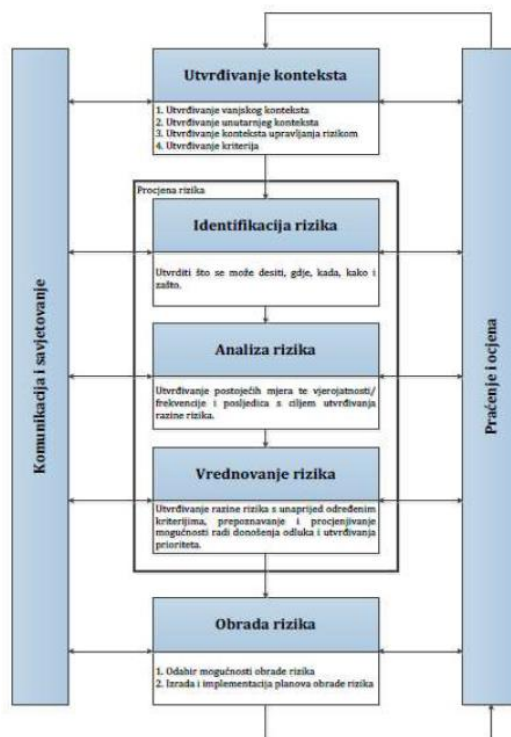 Utvrđivanje konteksta
1. Utvrđivanje vanjskog konteksta
2. Utvrđivanje unutarnjeg konteksta
3. Utvrđivanje konteksta upravljanja rizikom
4. Utvrđivanje kriterija
Procjena rizika
Identifikacija rizika
Utvrditi što se može desiti, gdje, kada, kako i
zašto.
Analiza rizika
Utvrđivanje postojećih mjera te vjerojatnosti/
frekvencije i posljedica s ciljem utvrđivanja
razine rizika.
Vrednovanje rizika
Utvrđivanje razine rizika s unaprijed određenim
kriterijima, prepoznavanje i procjenjivanje
mogućnosti radi donošenja odluka i utvrđivanja
prioriteta.
Obrada rizika
1. Odabir mogućnosti obrade rizika
2. Izrada i implementacija planova obrade rizika
Komunikacija i savjetovanje
Praćenje i ocjena